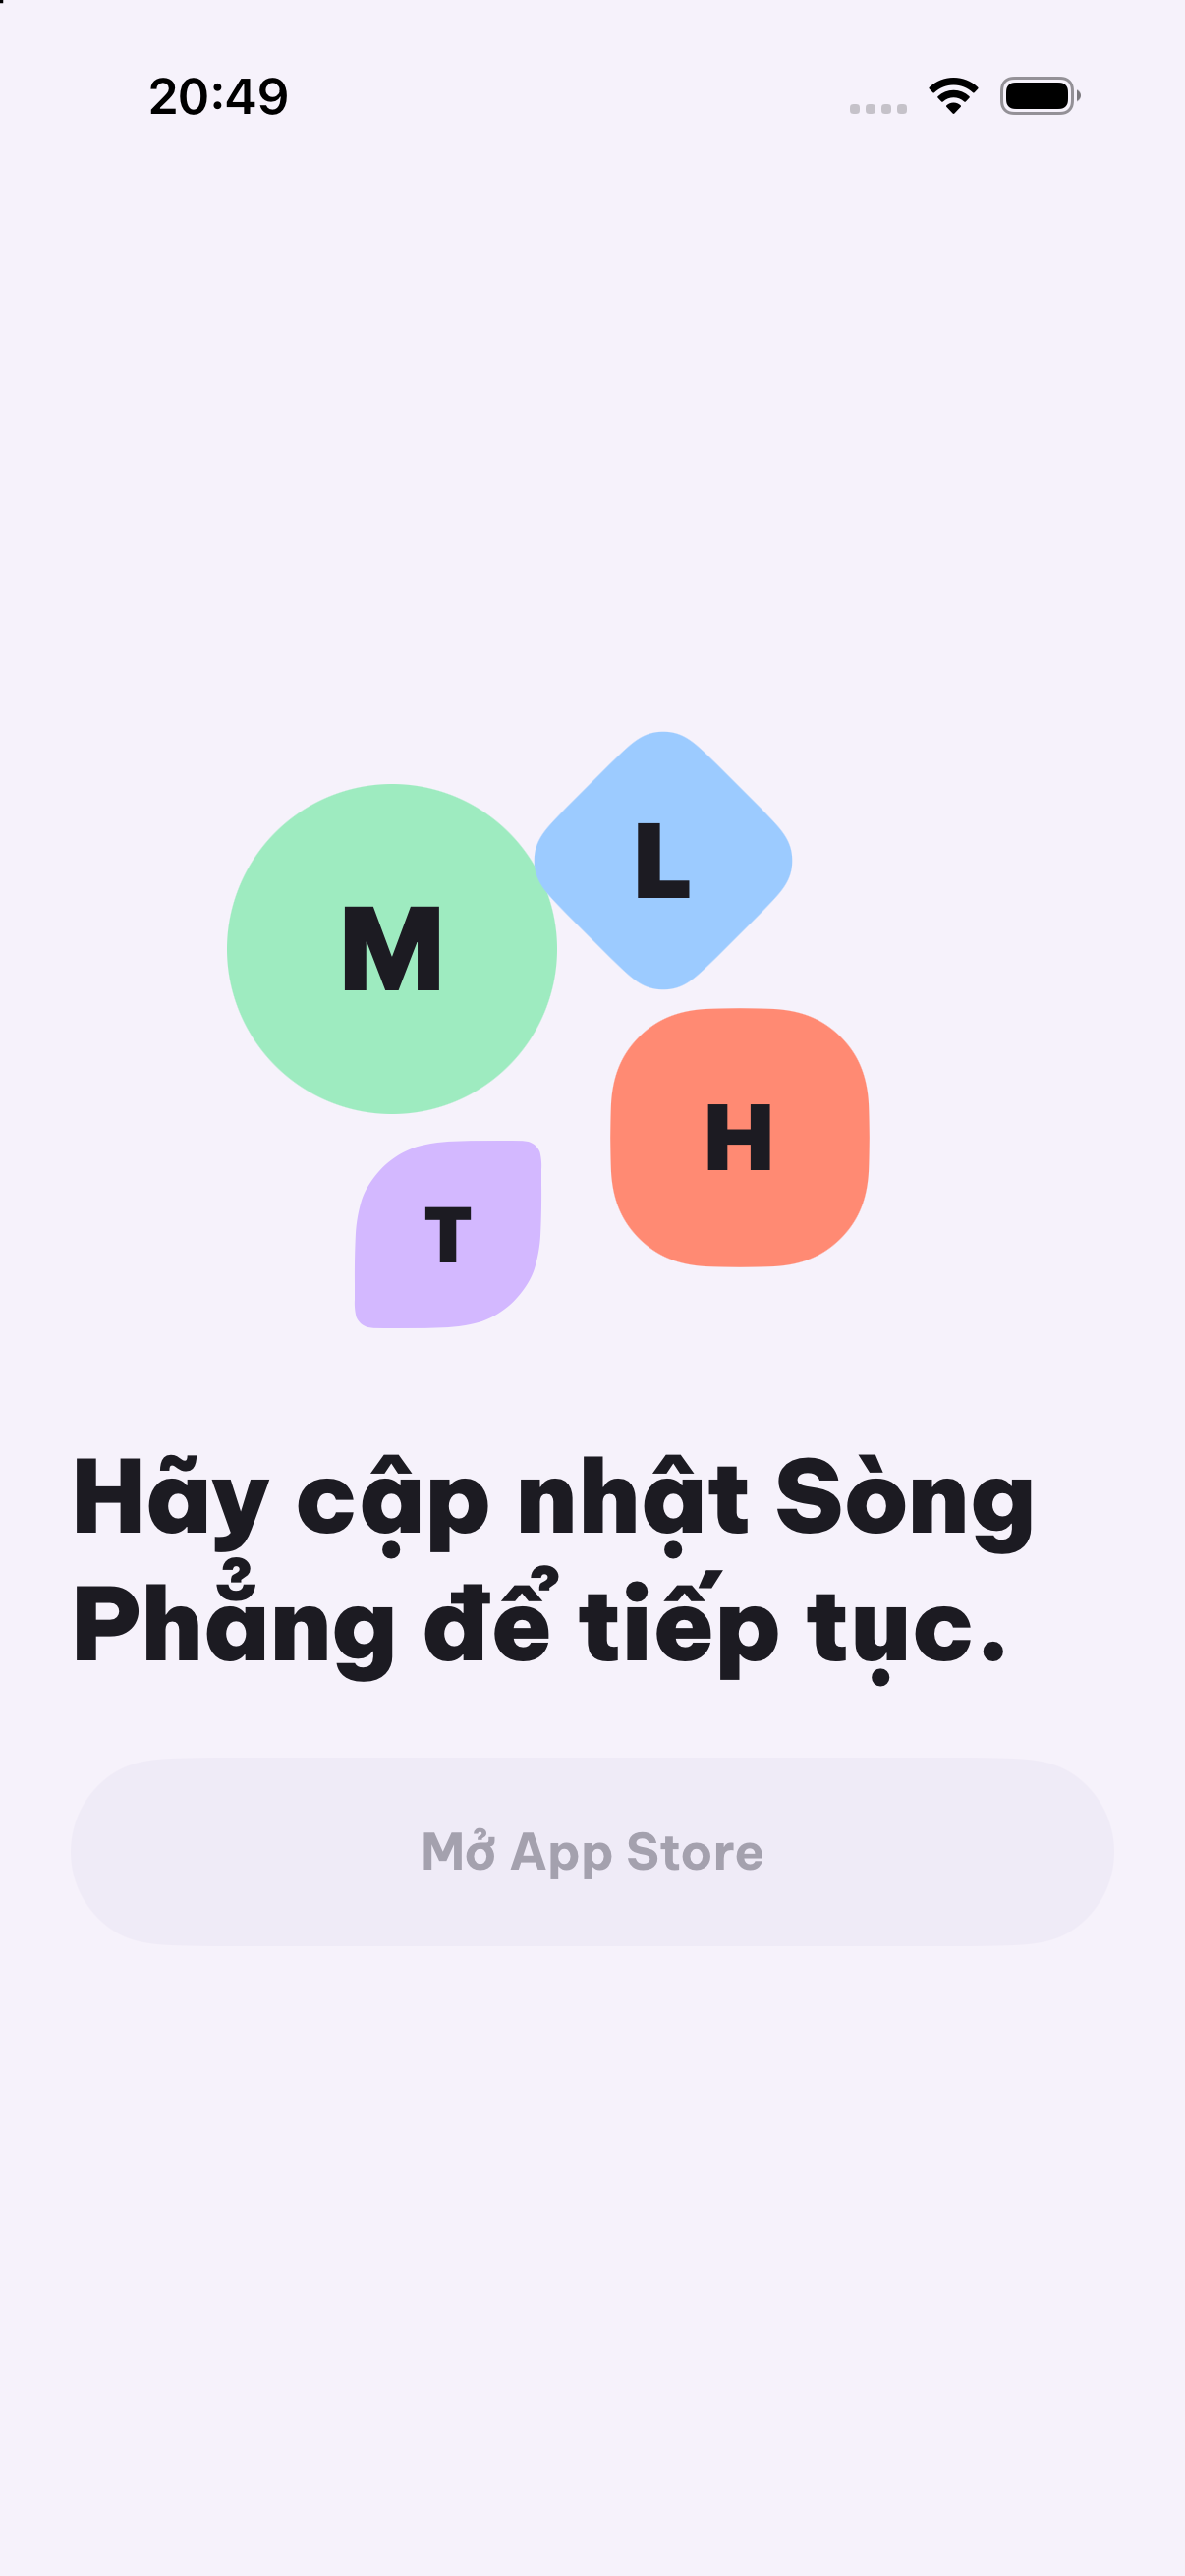 20:49
M
L
H
T
Hãy cập nhật Sòng
Phẳng để tiếp tục.
Mở App Store